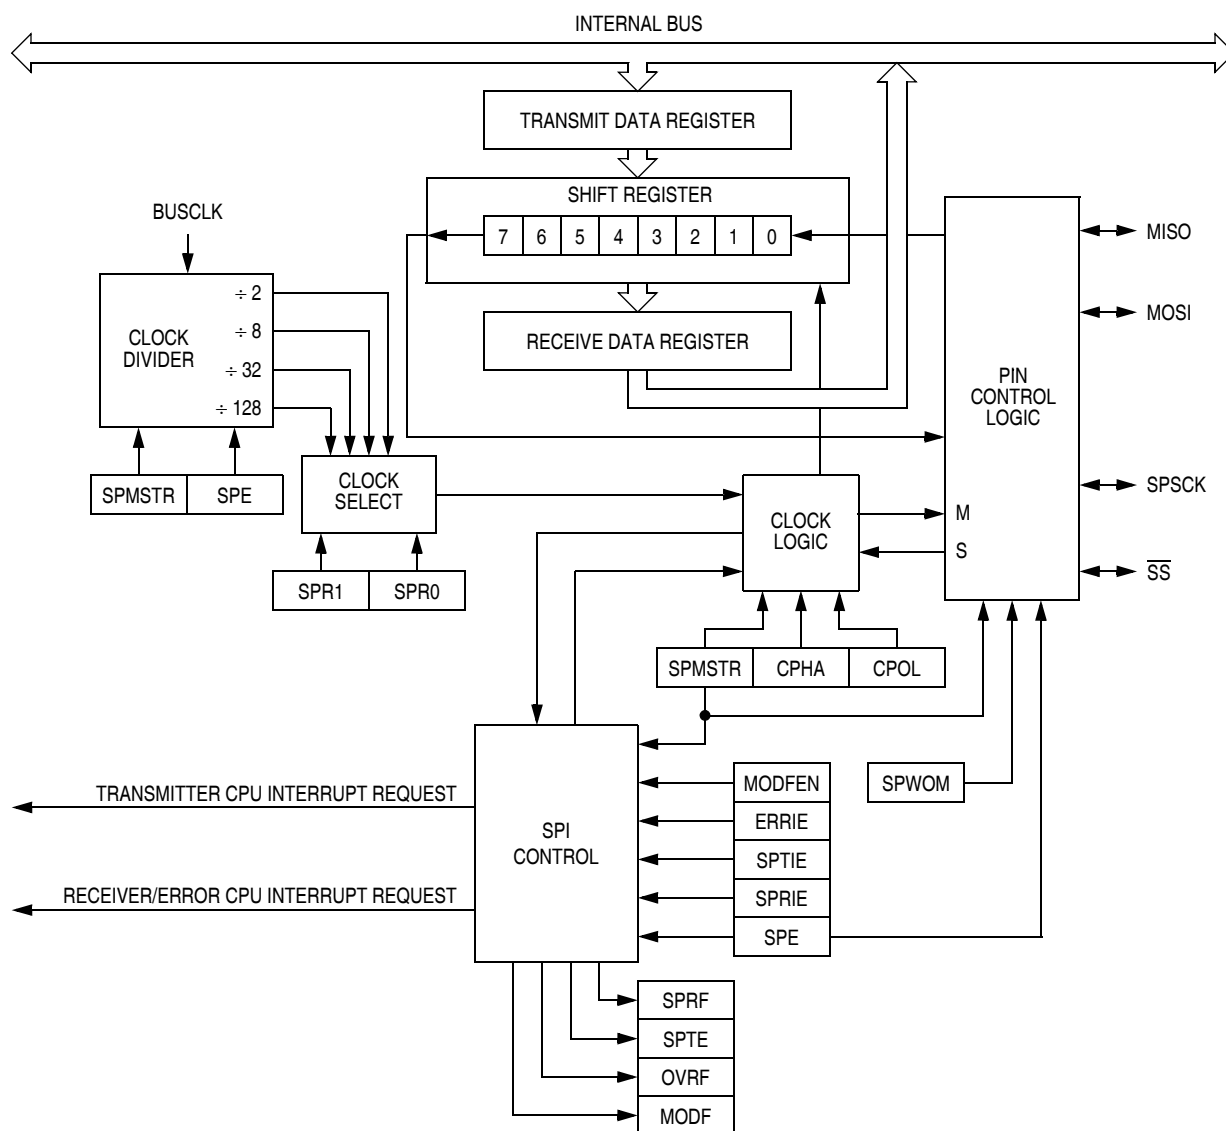 INTERNAL BUS
TRANSMIT DATA REGISTER
SHIFT REGISTER
7 6 5 4 3 2 1 0
RECEIVE DATA REGISTER
BUSCLK
CLOCK
DIVIDER
÷ 2
÷ 8
÷ 32
÷ 128
SPMSTR SPE
CLOCK
SELECT
SPR1 SPR0
CLOCK
LOGIC
PIN
CONTROL
LOGIC
M
S
MISO
MOSI
SPSCK
SS
SPMSTR CPHA CPOL
SPI
CONTROL
TRANSMITTER CPU INTERRUPT REQUEST
RECEIVER/ERROR CPU INTERRUPT REQUEST
MODFEN
ERRIE
SPTIE
SPRIE
SPE
SPWOM
SPRF
SPTE
OVRF
MODF